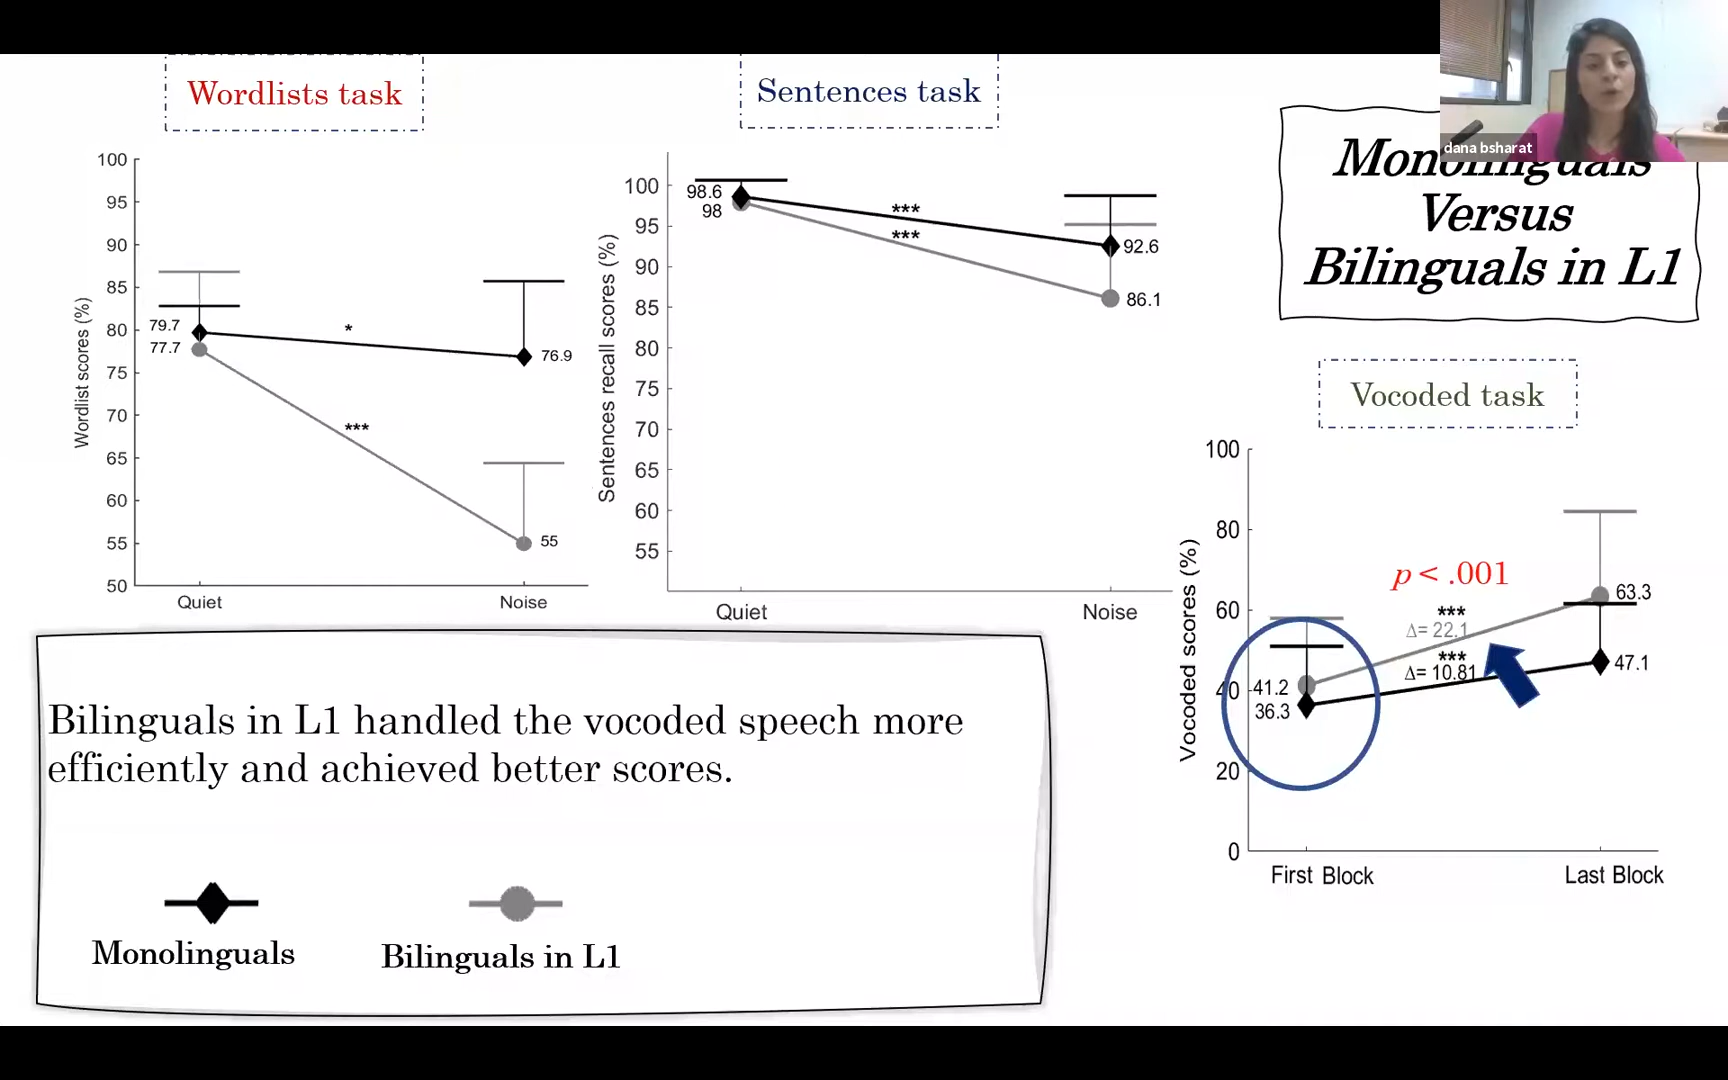 dana bsharat
Wordlists task
Sentences task
Monolinguals
Versus
Bilinguals in L1
Wordlist scores (%)
100
95
90
85
80
75
70
65
60
55
50
79.7
77.7
*
***
76.9
55
Quiet
Noise
Sentences recall scores (%)
100
95
90
85
80
75
70
65
60
55
98.6
98
***
***
92.6
86.1
Quiet
Noise
Vocoded task
Vocoded scores (%)
100
80
60
40
20
0
p < .001
***
Δ= 22.1
***
Δ= 10.81
41.2
36.3
63.3
47.1
First Block
Last Block
Bilinguals in L1 handled the vocoded speech more
efficiently and achieved better scores.
Monolinguals
Bilinguals in L1